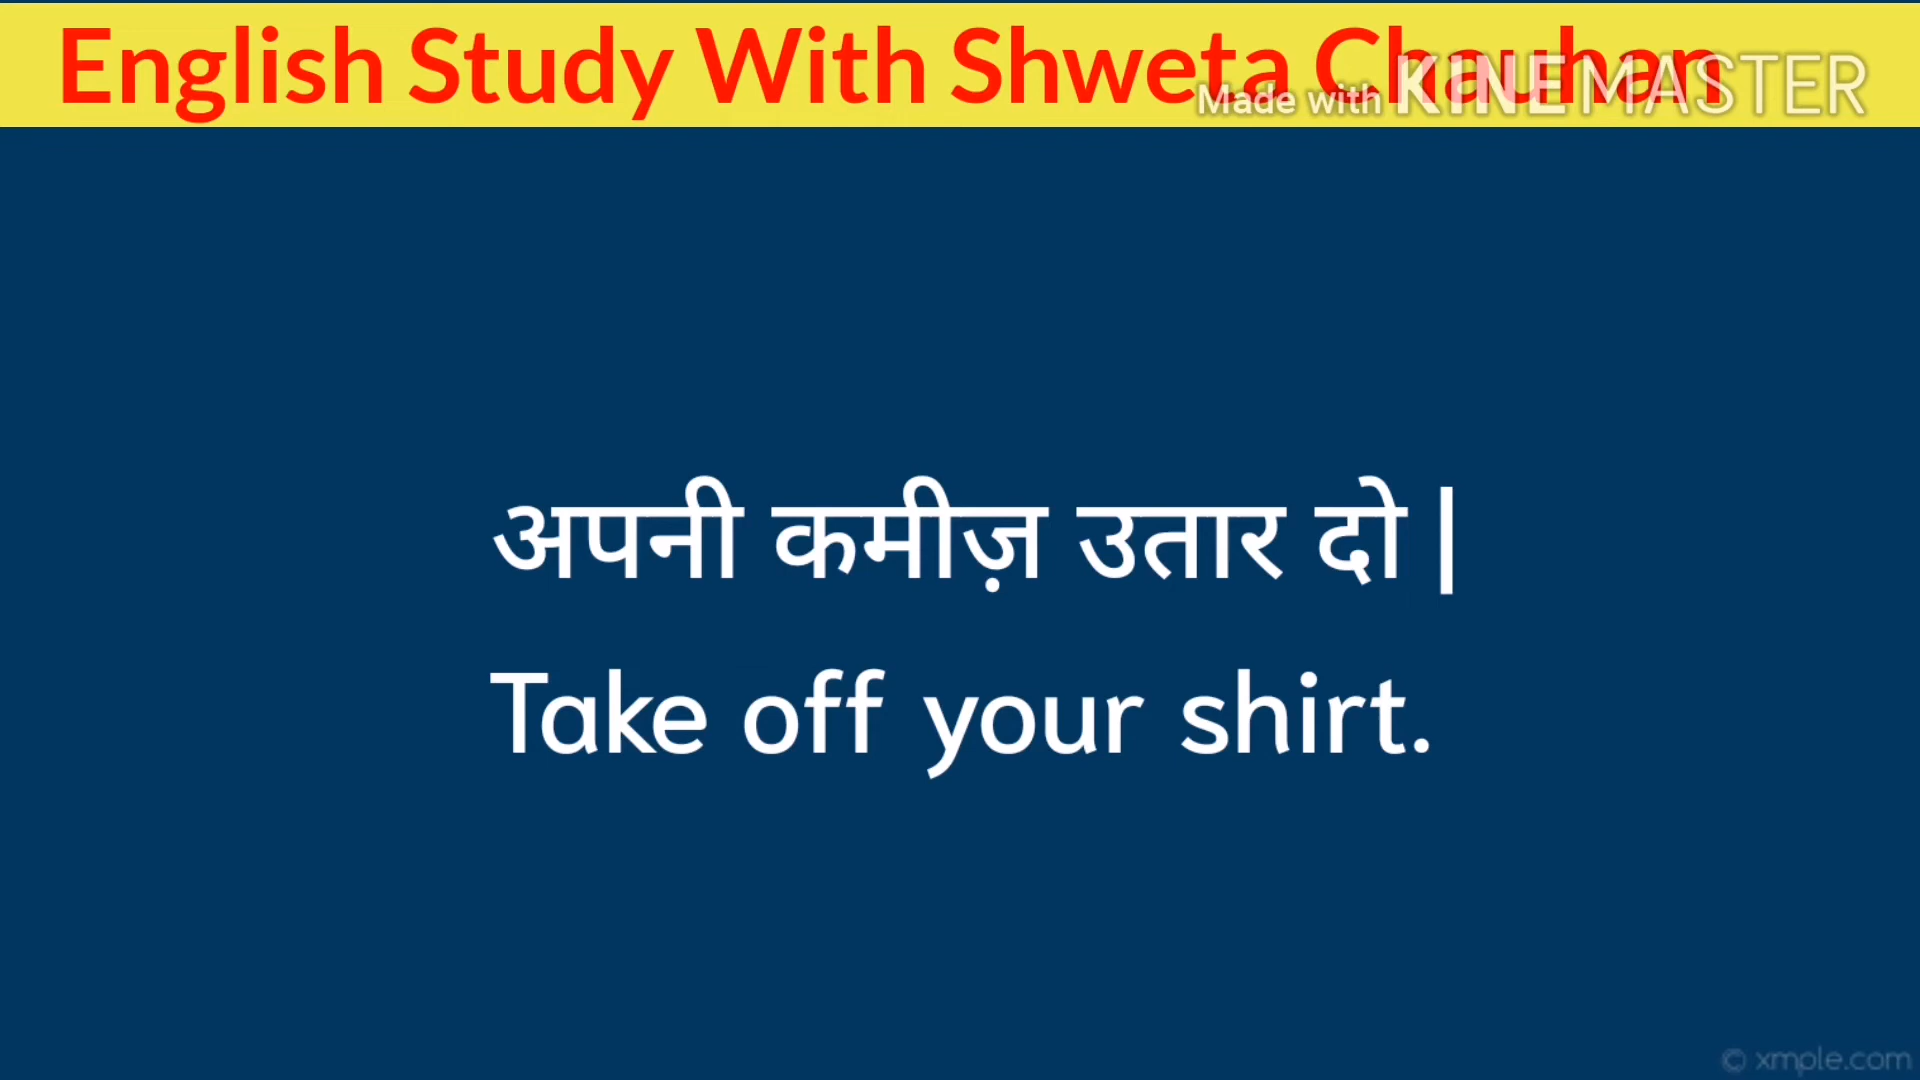 English Study With Shweta Chauhan
Made with KINEMASTER
अपनी कमीज़ उतार दो |
Take off your shirt.
© xmple.com